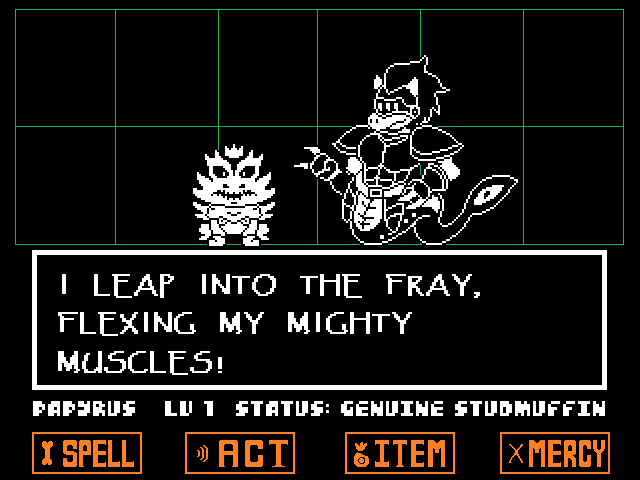 I LEAP INTO THE FRAY,
FLEXING MY MIGHTY
MUSCLES!
PAPYRUS LV 1 STATUS: GENUINE STUDMUFFIN
SPELL ACT ITEM MERCY